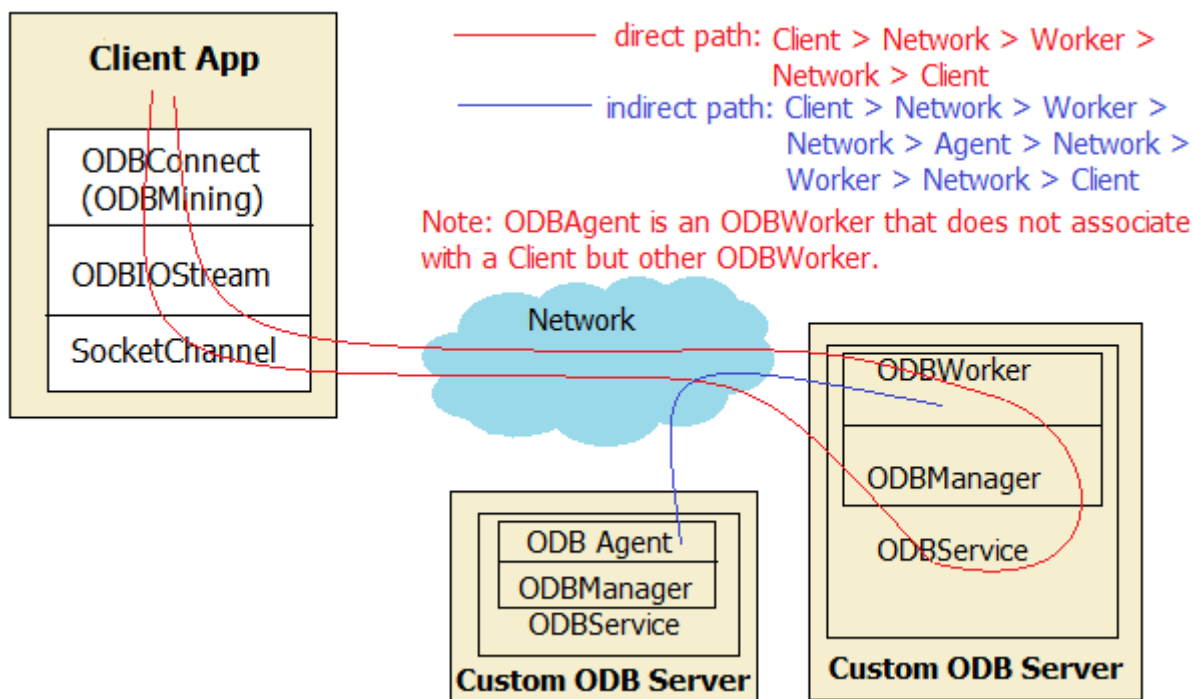 Client App
ODBConnect
(ODBMining)
ODBIOStream
SocketChannel
direct path: Client > Network > Worker >
Network > Client
indirect path: Client > Network > Worker >
Network > Agent > Network >
Worker > Network > Client
Note: ODBAgent is an ODBWorker that does not associate
with a Client but other ODBWorker.
Network
ODBWorker
ODBManager
ODBService
Custom ODB Server
ODB Agent
ODBManager
ODBService
Custom ODB Server